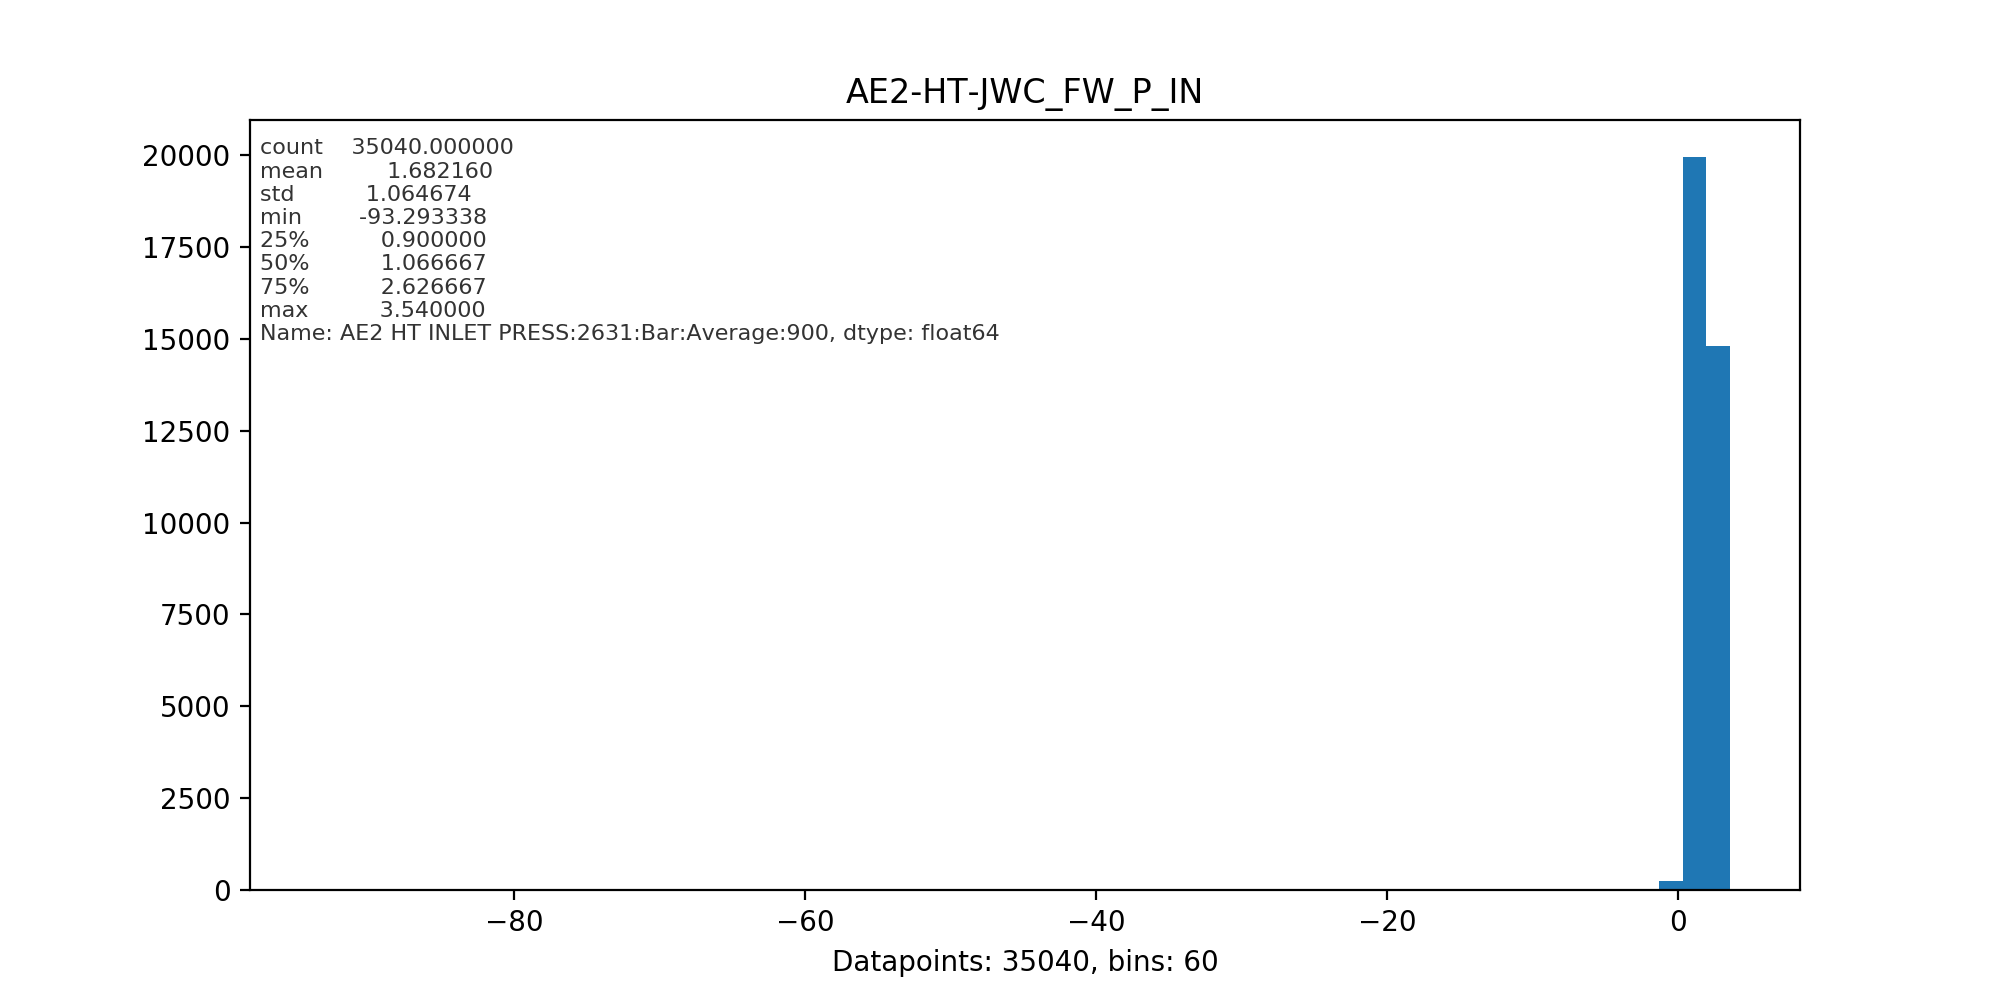 AE2-HT-JWC_FW_P_IN
count 35040.000000
mean 1.682160
std 1.064674
min -93.293338
25% 0.900000
50% 1.066667
75% 2.626667
max 3.540000
Name: AE2 HT INLET PRESS:2631:Bar:Average:900, dtype: float64
20000
17500
15000
12500
10000
7500
5000
2500
0
−80 −60 −40 −20 0
Datapoints: 35040, bins: 60